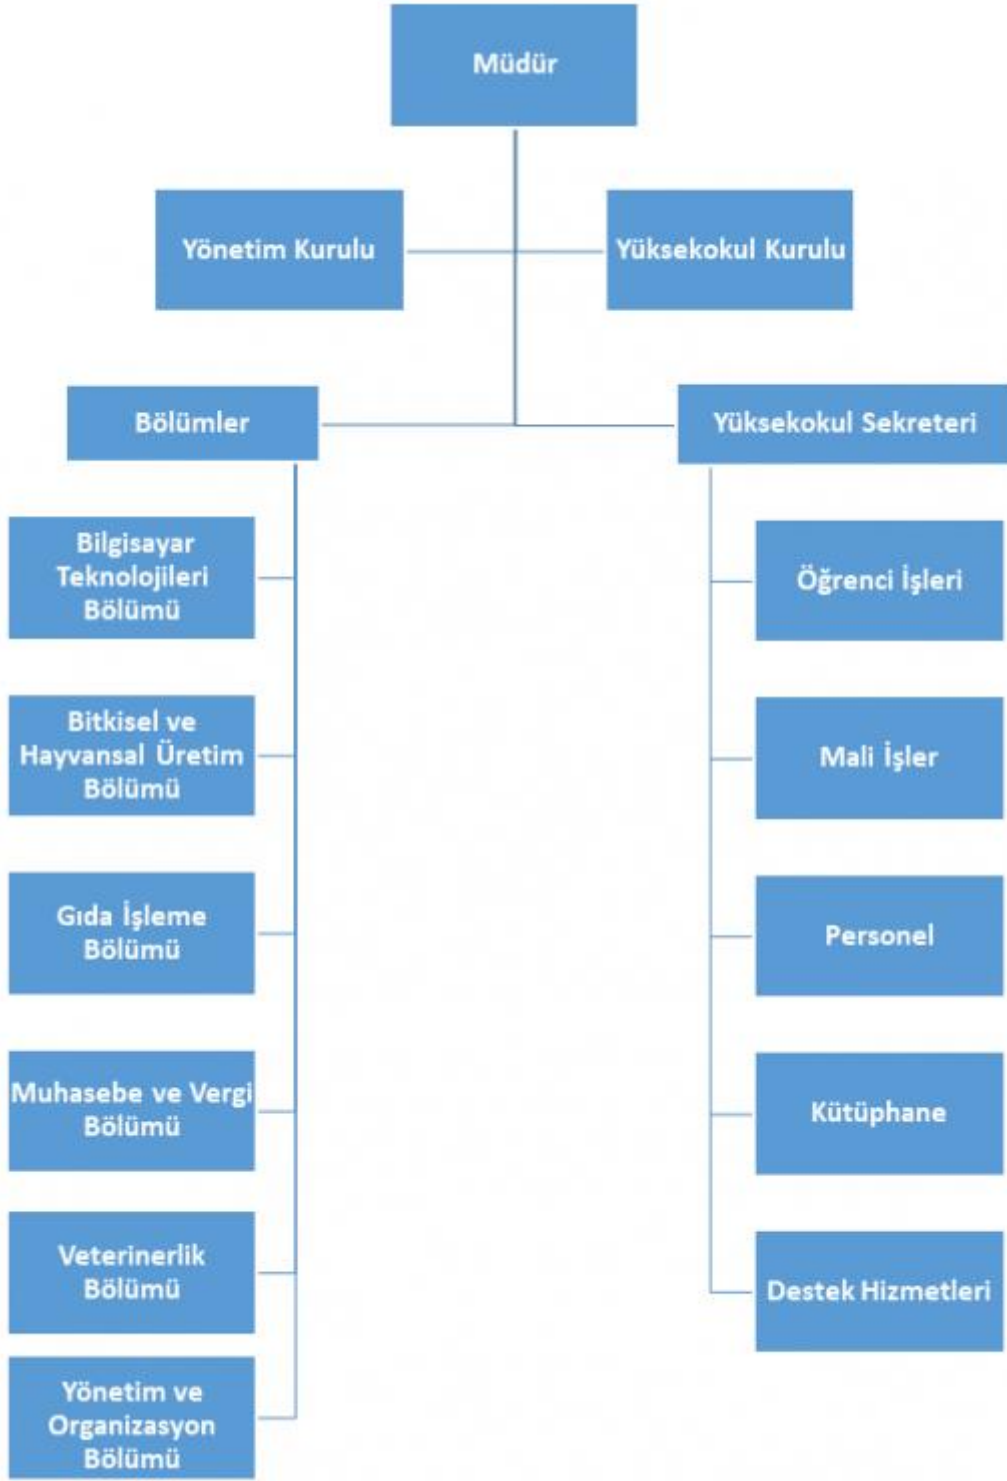 Müdür
Yönetim Kurulu
Yüksekokul Kurulu
Bölümler
Yüksekokul Sekreteri
Bilgisayar
Teknolojileri
Bölümü
Bitkisel ve
Hayvansal Üretim
Bölümü
Gıda İşleme
Bölümü
Muhasebe ve Vergi
Bölümü
Veterinerlik
Bölümü
Yönetim ve
Organizasyon
Bölümü
Öğrenci İşleri
Mali İşler
Personel
Kütüphane
Destek Hizmetleri